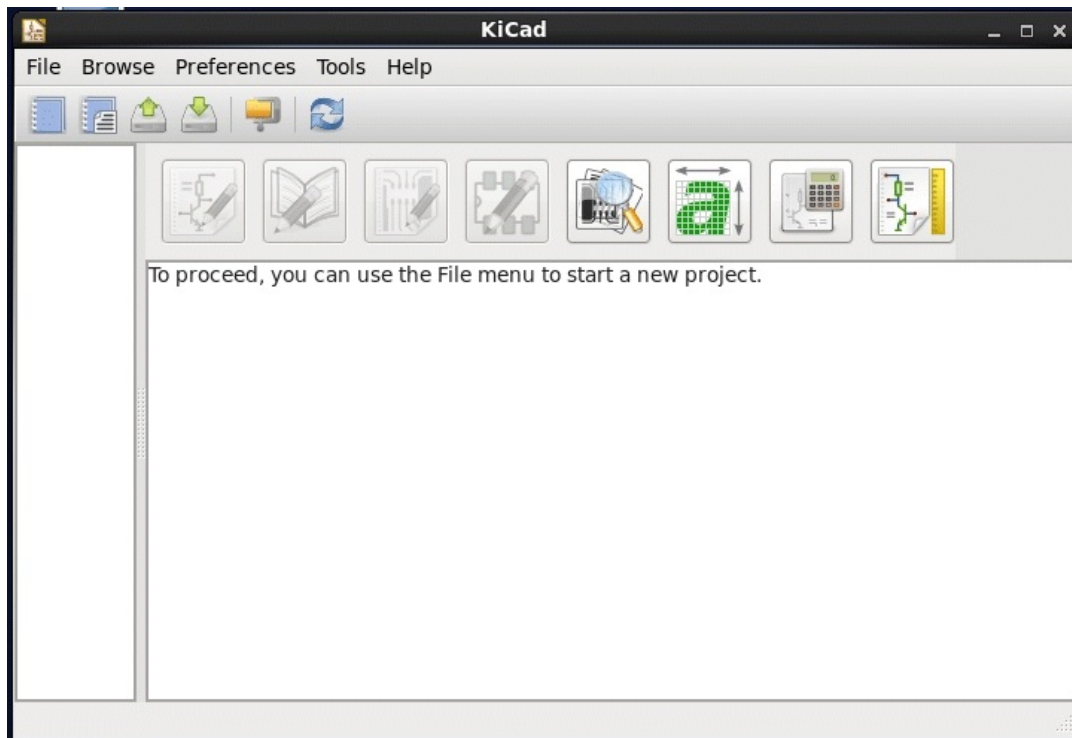 KiCad
File Browse Preferences Tools Help
a
To proceed, you can use the File menu to start a new project.